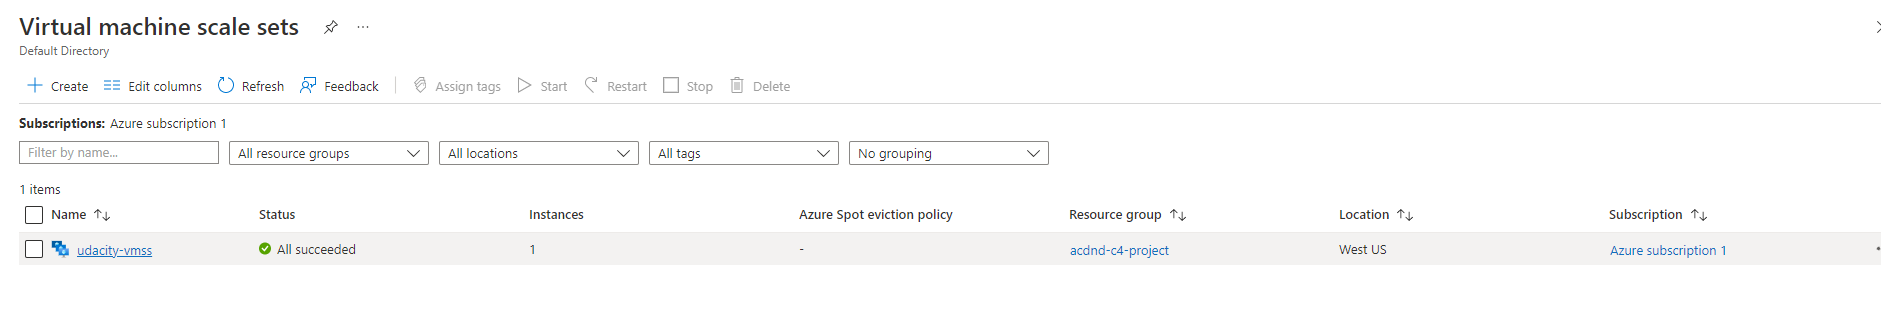 Virtual machine scale sets
Default Directory
Create Edit columns Refresh Feedback Assign tags Start Restart Stop Delete
Subscriptions: Azure subscription 1
Filter by name... All resource groups All locations All tags No grouping
1 items
Name Status Instances Azure Spot eviction policy Resource group Location Subscription
udacity-vmss All succeeded 1 - acdnd-c4-project West US Azure subscription 1